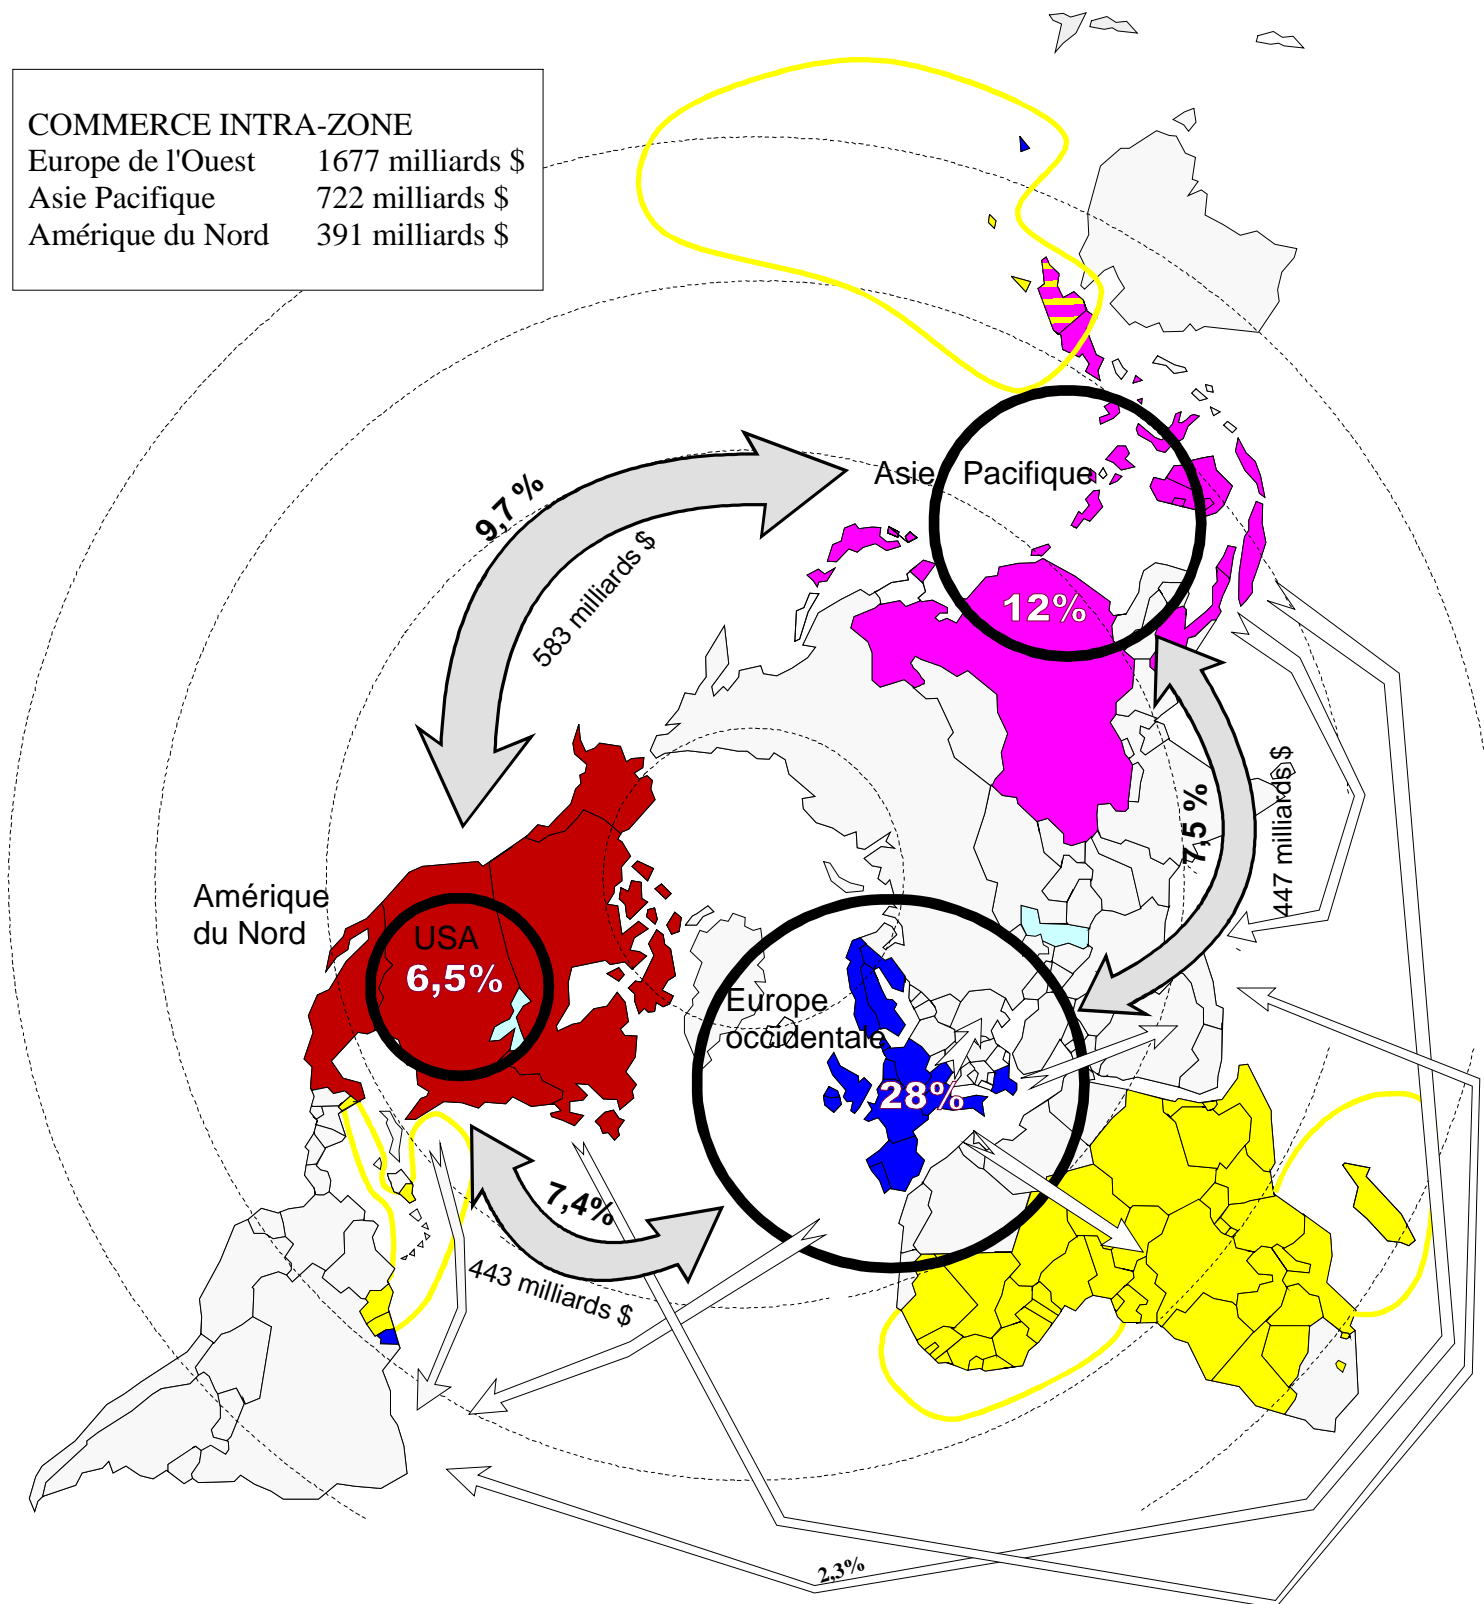 COMMERCE INTRA-ZONE
Europe de l'Ouest 1677 milliards $
Asie Pacifique 722 milliards $
Amérique du Nord 391 milliards $
9,7 %
583 milliards $
Asie Pacifique
12%
7,5 %
447 milliards $
Amérique
du Nord
USA
6,5%
Europe
occidentale
28%
7,4%
443 milliards $
2,3%